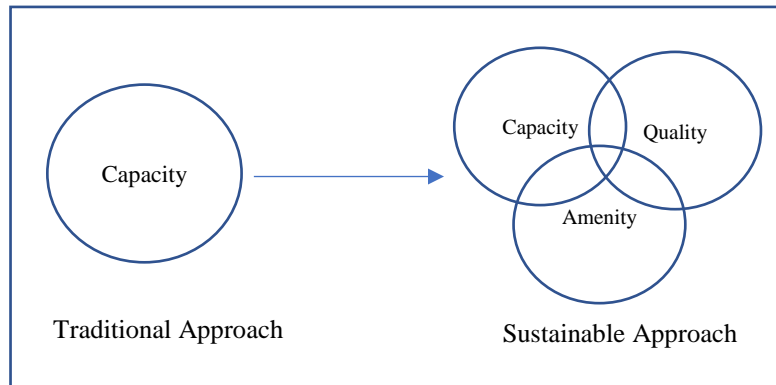 Capacity
Traditional Approach
Capacity
Quality
Amenity
Sustainable Approach